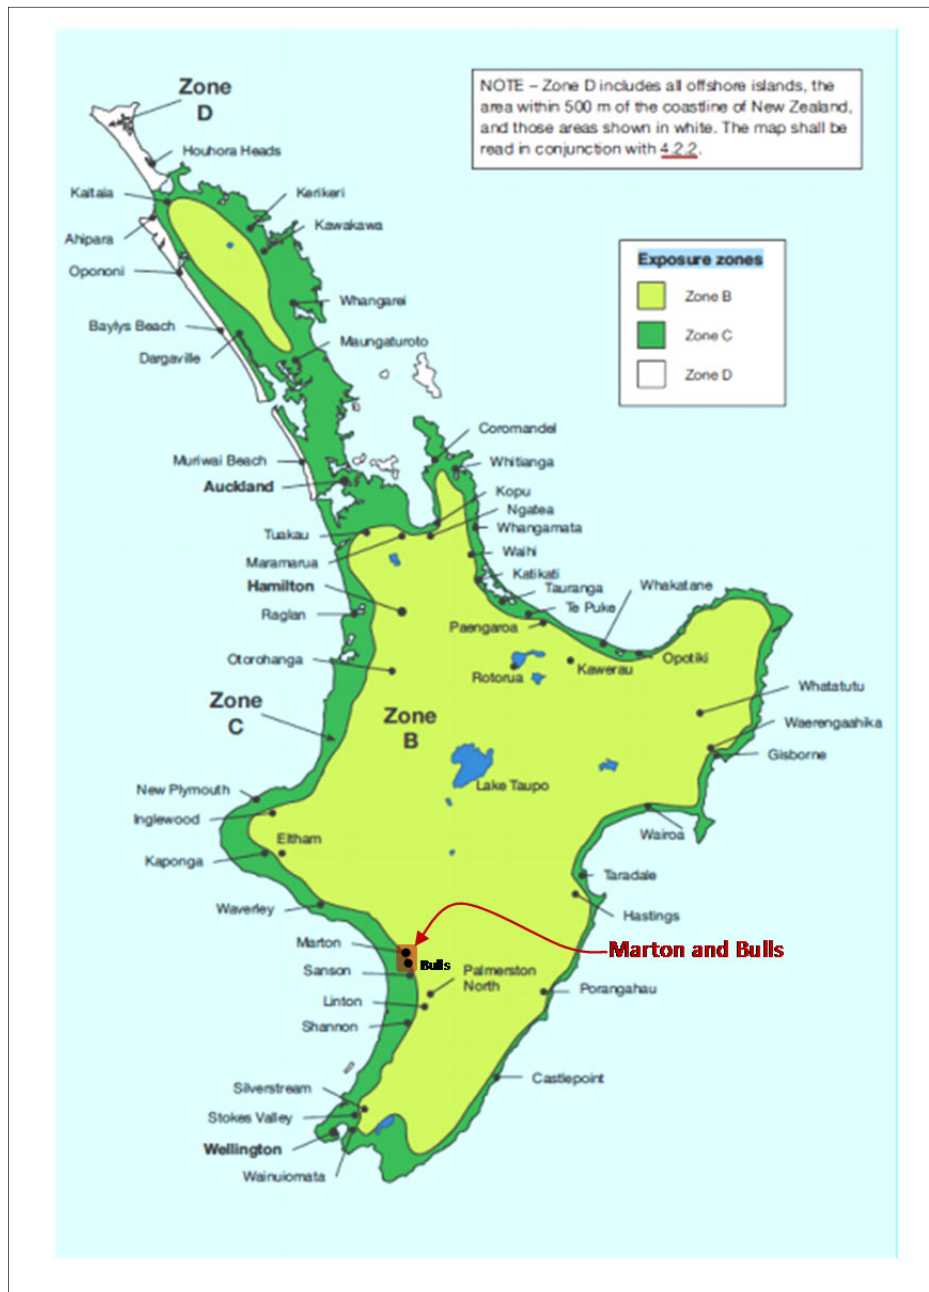 Zone
D
NOTE – Zone D includes all offshore islands, the
area within 500 m of the coastline of New Zealand,
and those areas shown in white. The map shall be
read in conjunction with 4.2.2.
Houhora Heads
Kaitaia
Kerikeri
Kawakawa
Ahipara
Opononi
Exposure zones
Zone B
Zone C
Zone D
Whangarei
Baylys Beach
Maungaturoto
Dargaville
Coromandel
Muriwai Beach
Whitianga
Auckland
Kopu
Ngatea
Tuakau
Whangamata
Maramarua
Waihi
Hamilton
Katikati
Tauranga
Whakatane
Raglan
Te Puke
Paengaroa
Otorohanga
Opotiki
Kawerau
Rotorua
Whatatutu
Zone
C
Zone
B
Waerengaahika
Gisborne
Lake Taupo
New Plymouth
Inglewood
Wairoa
Eltham
Kaponga
Taradale
Waverley
Hastings
Marton
Marton and Bulls
Bulls
Sanson
Palmerston
North
Porangahau
Linton
Shannon
Castlepoint
Silverstream
Stokes Valley
Wellington
Wainuiomata